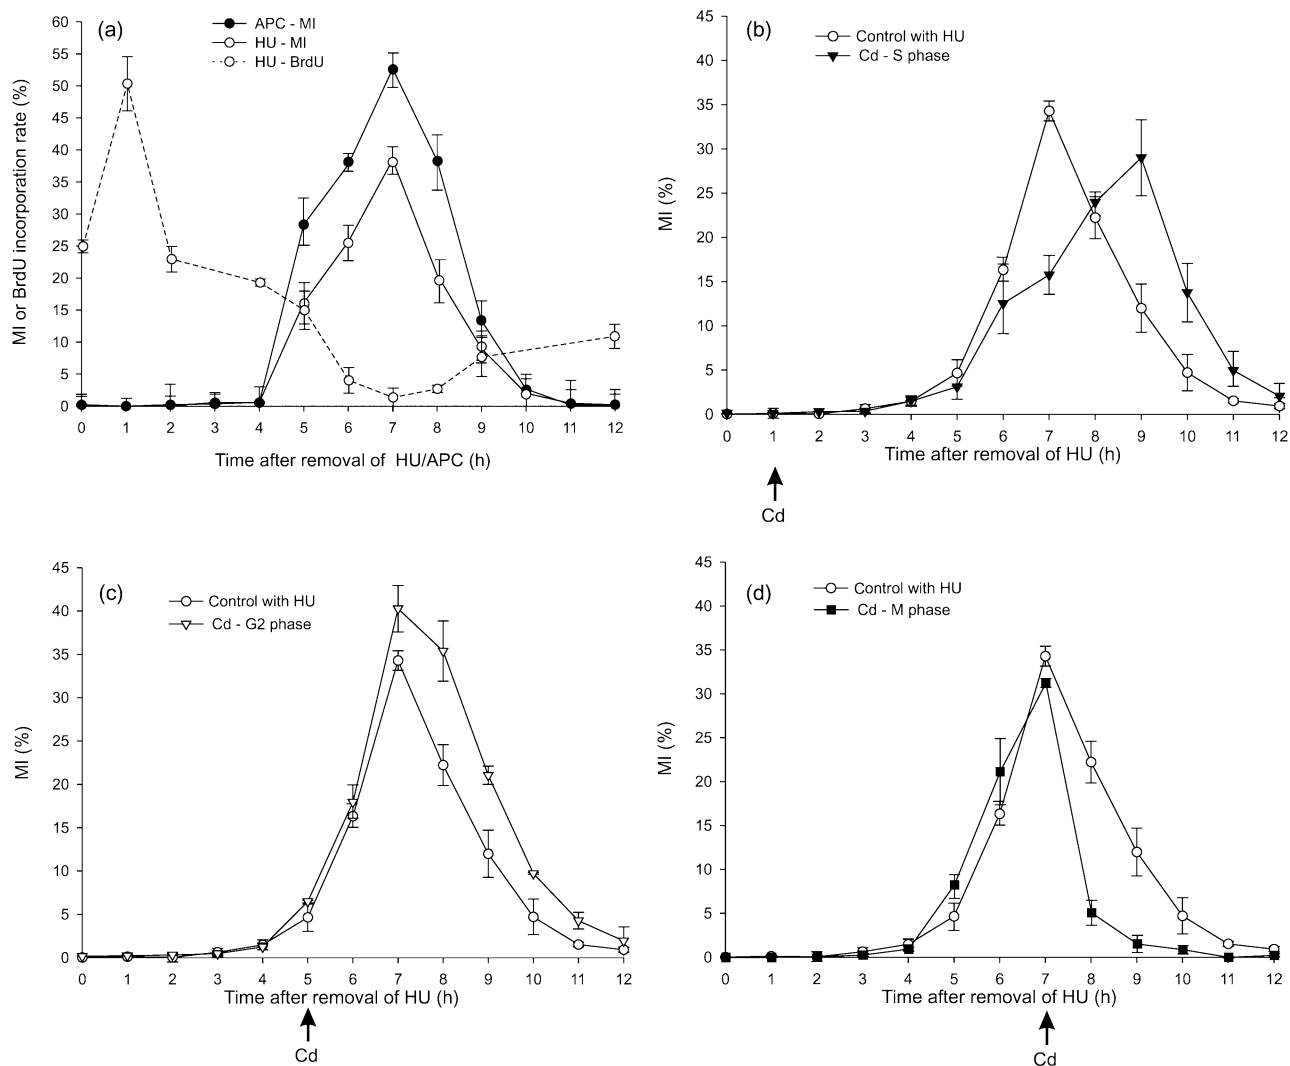 (a)
APC - MI
HU - MI
HU - BrdU
MI or BrdU incorporation rate (%)
60
55
50
45
40
35
30
25
20
15
10
5
0
0 1 2 3 4 5 6 7 8 9 10 11 12
Time after removal of HU/APC (h)
(b)
Control with HU
Cd - S phase
MI (%)
45
40
35
30
25
20
15
10
5
0
0 1 2 3 4 5 6 7 8 9 10 11 12
Time after removal of HU (h)
Cd
(c)
Control with HU
Cd - G2 phase
MI (%)
45
40
35
30
25
20
15
10
5
0
0 1 2 3 4 5 6 7 8 9 10 11 12
Time after removal of HU (h)
Cd
(d)
Control with HU
Cd - M phase
MI (%)
45
40
35
30
25
20
15
10
5
0
0 1 2 3 4 5 6 7 8 9 10 11 12
Time after removal of HU (h)
Cd